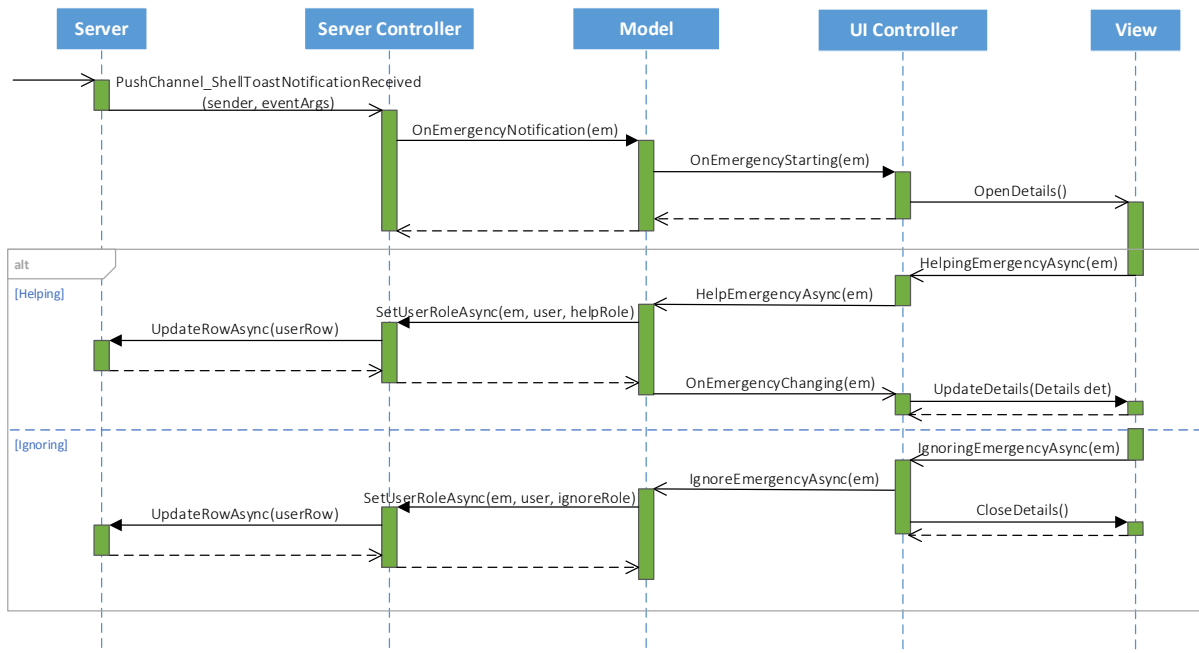 Server
Server Controller
Model
UI Controller
View
PushChannel_ShellToastNotificationReceived
(sender, eventArgs)
OnEmergencyNotification(em)
OnEmergencyStarting(em)
OpenDetails()
alt
HelpingEmergencyAsync(em)
[Helping]
HelpEmergencyAsync(em)
SetUserRoleAsync(em, user, helpRole)
UpdateRowAsync(userRow)
OnEmergencyChanging(em)
UpdateDetails(Details det)
[Ignoring]
IgnoringEmergencyAsync(em)
IgnoreEmergencyAsync(em)
SetUserRoleAsync(em, user, ignoreRole)
UpdateRowAsync(userRow)
CloseDetails()